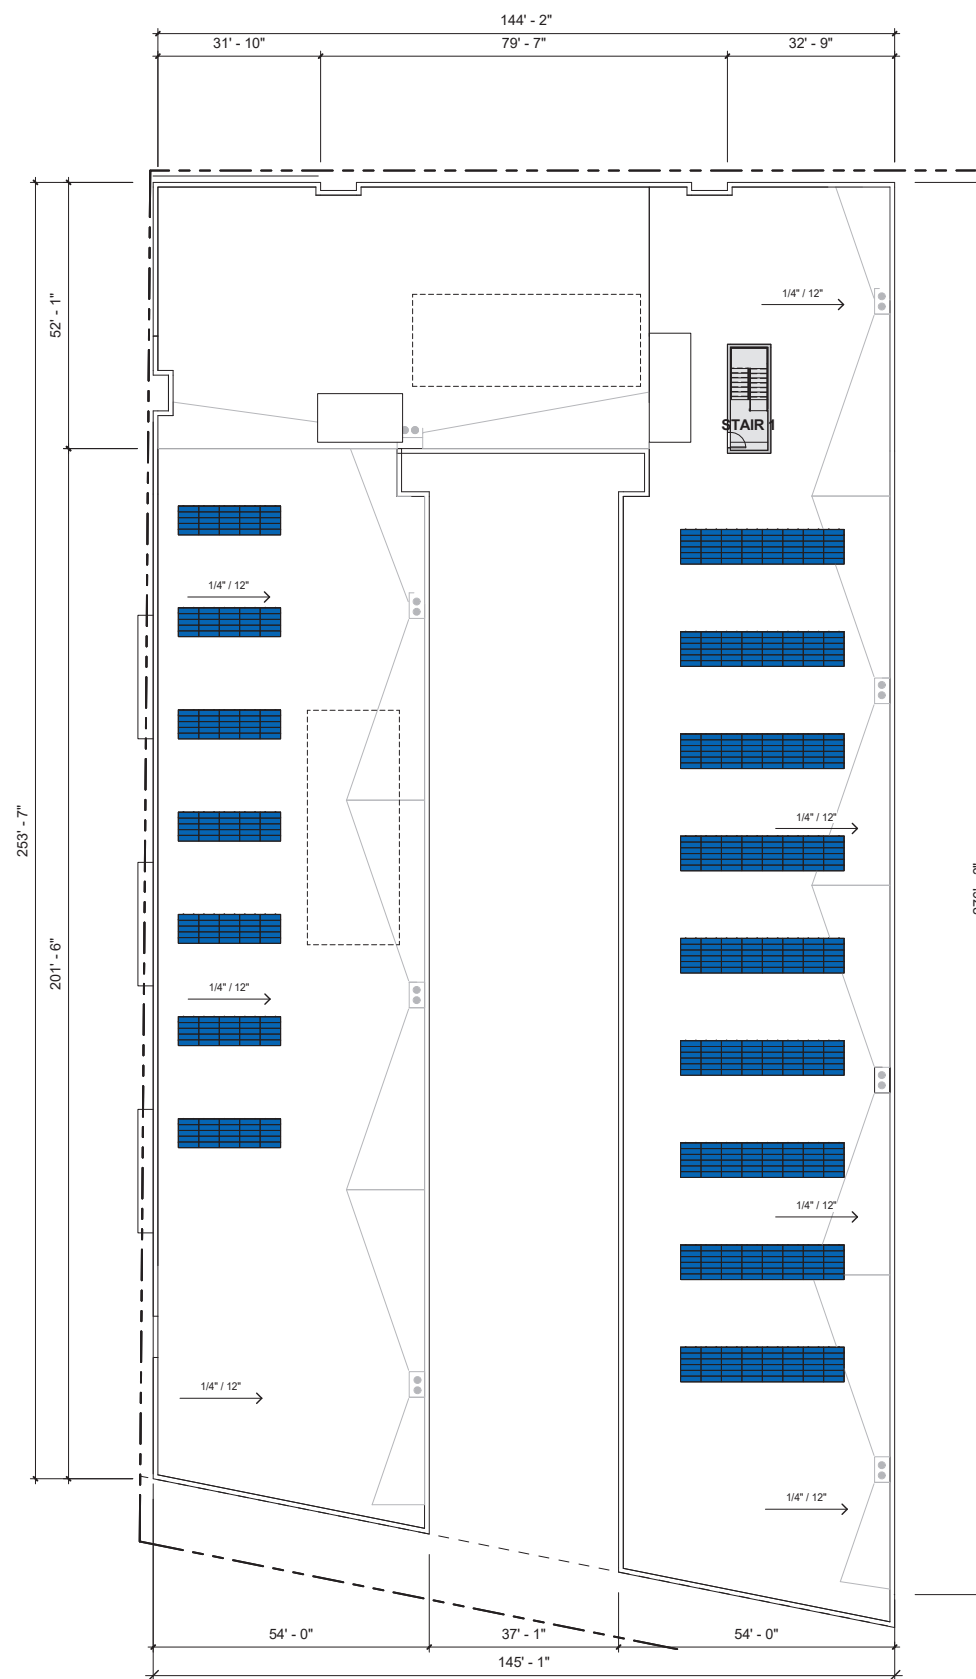 144' - 2"
31' - 10"
79' - 7"
32' - 9"
52' - 1"
1/4" / 12"
STAIR 1
1/4" / 12"
253' - 7"
201' - 6"
1/4" / 12"
1/4" / 12"
1/4" / 12"
1/4" / 12"
1/4" / 12"
54' - 0"
37' - 1"
54' - 0"
145' - 1"